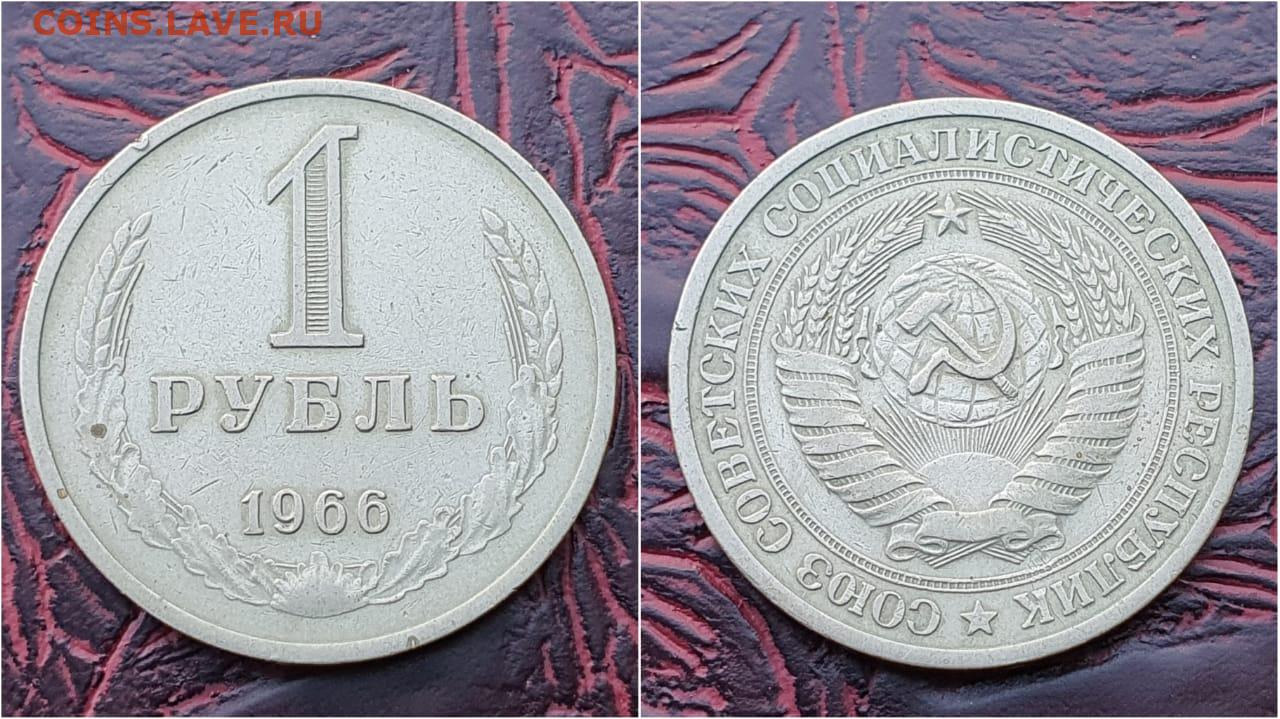 COINS.LAVE.RU
1
РУБЛЬ
1966
СОЮЗ СОВЕТСКИХ СОЦИАЛИСТИЧЕСКИХ РЕСПУБЛИК